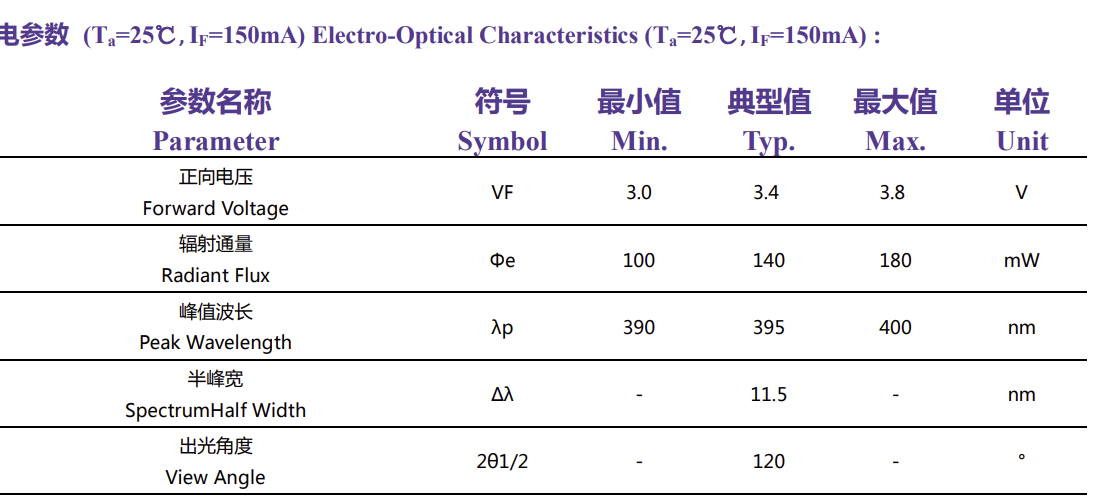 电参数 (Ta=25℃, IF=150mA) Electro-Optical Characteristics (Ta=25℃, IF=150mA) :
参数名称 符号 最小值 典型值 最大值 单位
Parameter Symbol Min. Typ. Max. Unit
正向电压
Forward Voltage VF 3.0 3.4 3.8 V
辐射通量
Radiant Flux Φe 100 140 180 mW
峰值波长
Peak Wavelength λp 390 395 400 nm
半峰宽
SpectrumHalf Width Δλ - 11.5 - nm
出光角度
View Angle 2θ1/2 - 120 - °